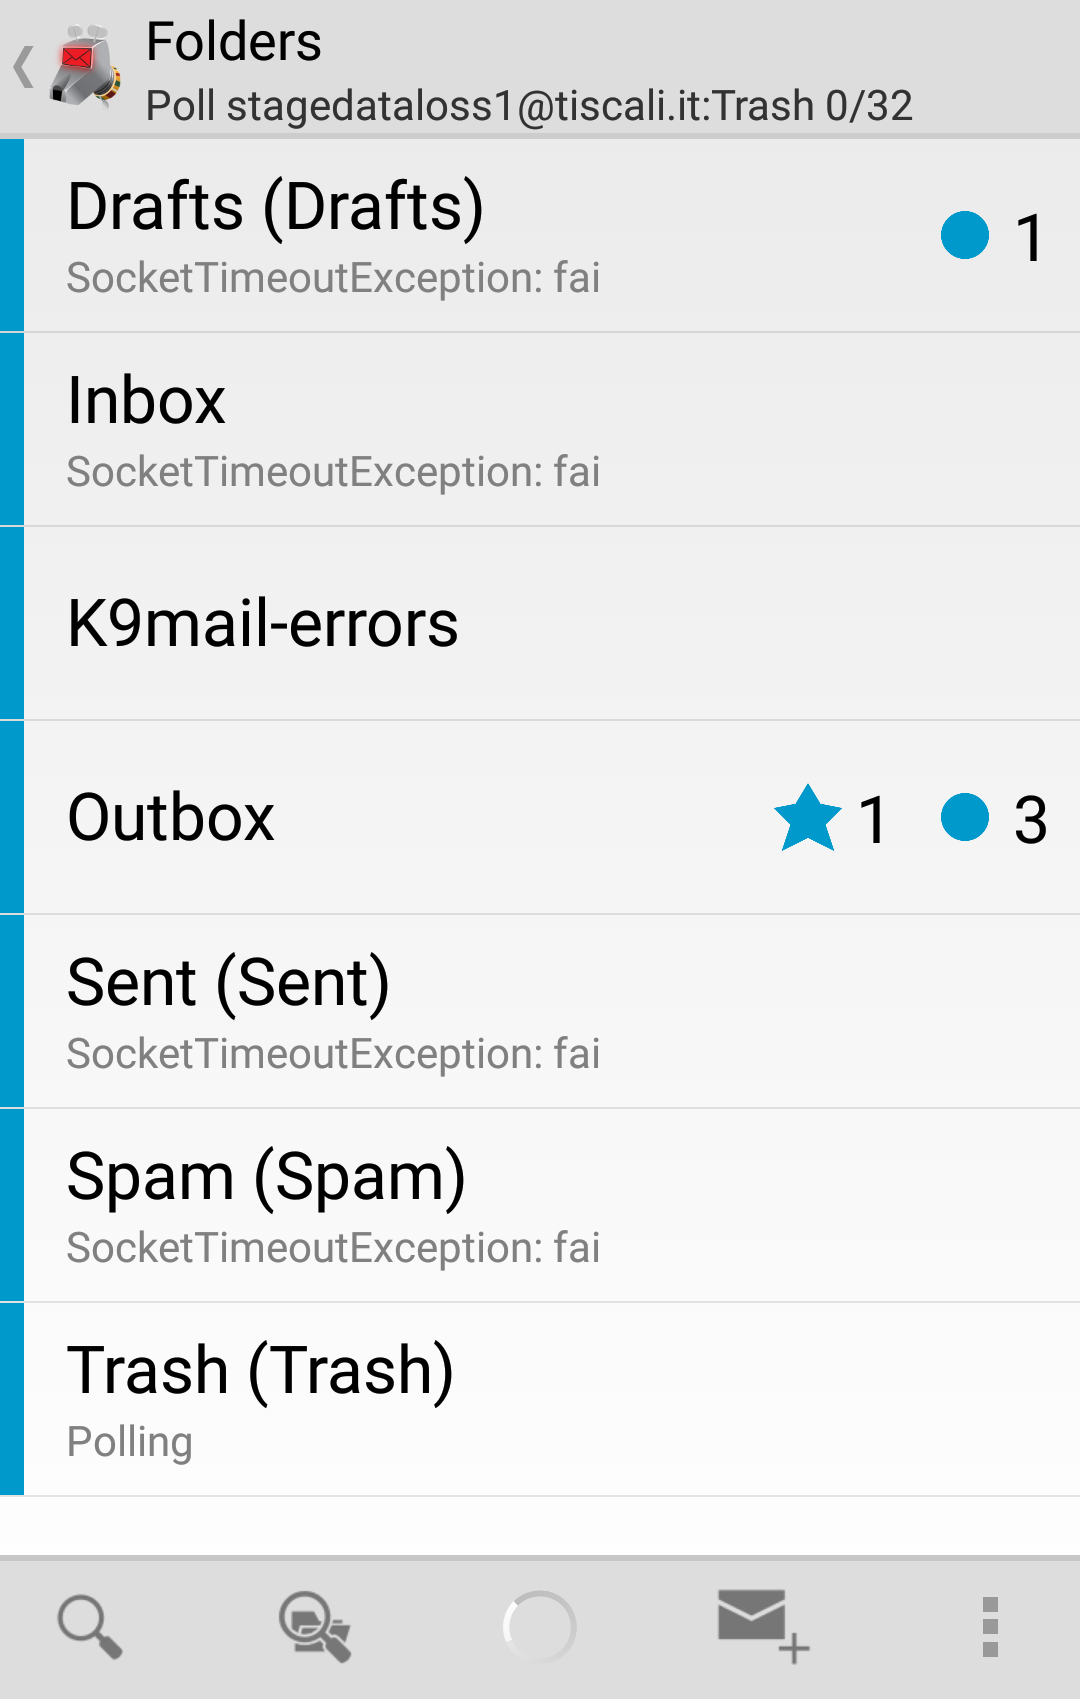 Folders
Poll stagedataloss1@tiscali.it:Trash 0/32
Drafts (Drafts)
1
SocketTimeoutException: fai
Inbox
SocketTimeoutException: fai
K9mail-errors
Outbox 1 3
Sent (Sent)
SocketTimeoutException: fai
Spam (Spam)
SocketTimeoutException: fai
Trash (Trash)
Polling